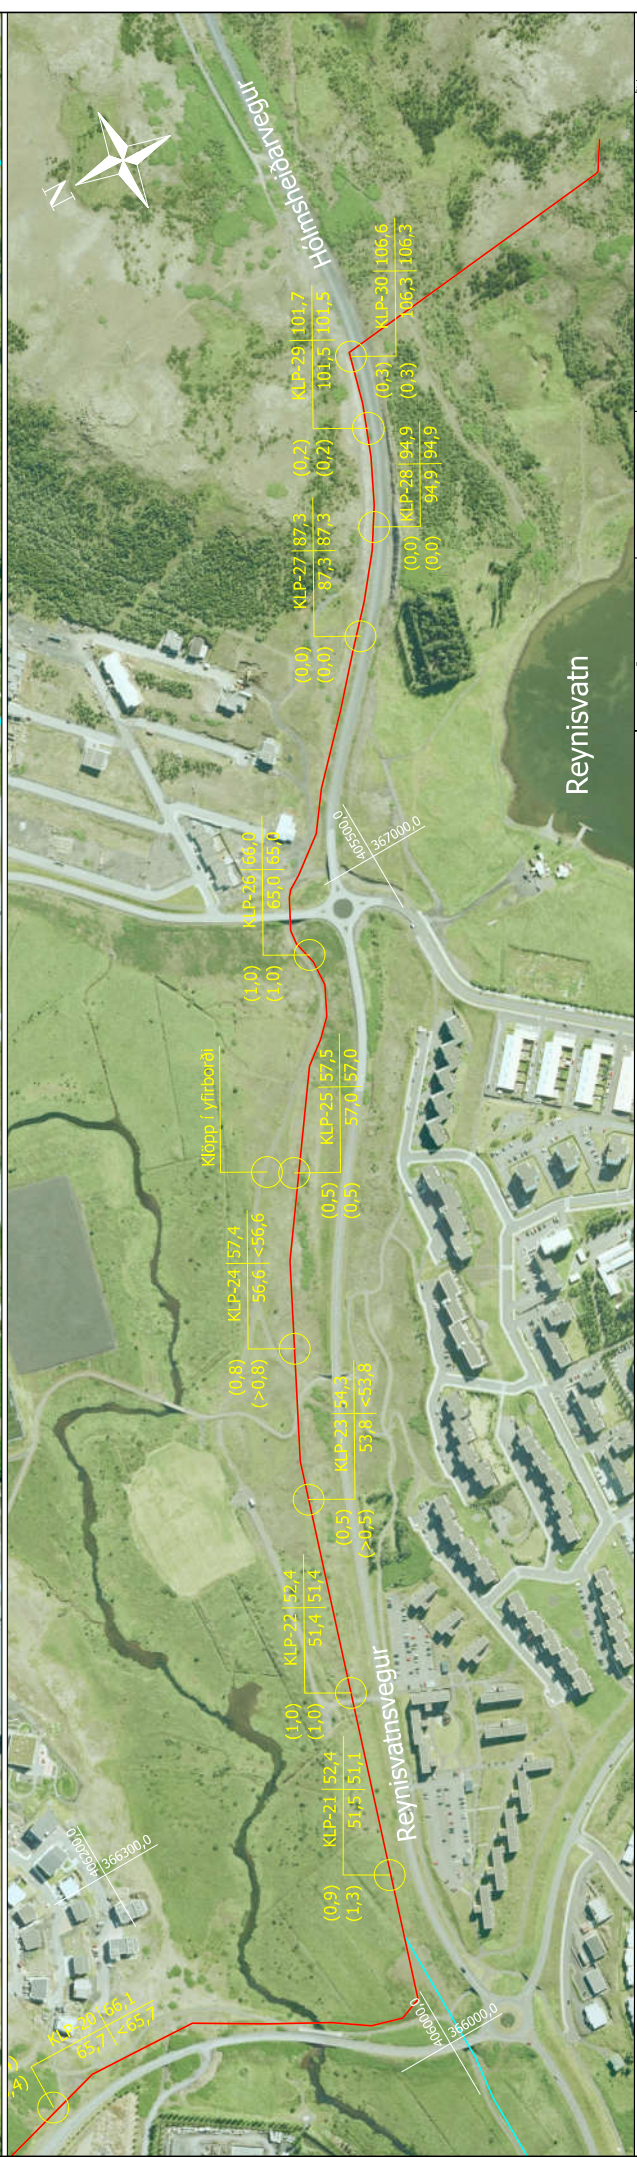 N
Hólmsheiðarvegur
KLP-30 106,6
106,3 106,3
(0,3)
(0,3)
KLP-29 101,7
101,5 101,5
(0,2)
(0,2)
KLP-28 94,9
94,9 94,9
(0,0)
(0,0)
KLP-27 87,3
87,3 87,3
(0,0)
(0,0)
Reynisvatn
405500,0
367000,0
KLP-26 66,0
65,0 65,0
(1,0)
(1,0)
Klöpp í yfirborði
KLP-25 57,5
57,0 57,0
(0,5)
(0,5)
KLP-24 57,4
56,6 <56,6
(0,8)
(>0,8)
KLP-23 54,3
53,8 <53,8
(0,5)
(>0,5)
KLP-22 52,4
51,4 51,4
(1,0)
(1,0)
Reynisvatnsvegur
KLP-21 52,4
51,5 51,1
(0,9)
(1,3)
406200,0
366300,0
406000,0
366000,0
KLP-20 66,1
65,7 <65,7
,4)